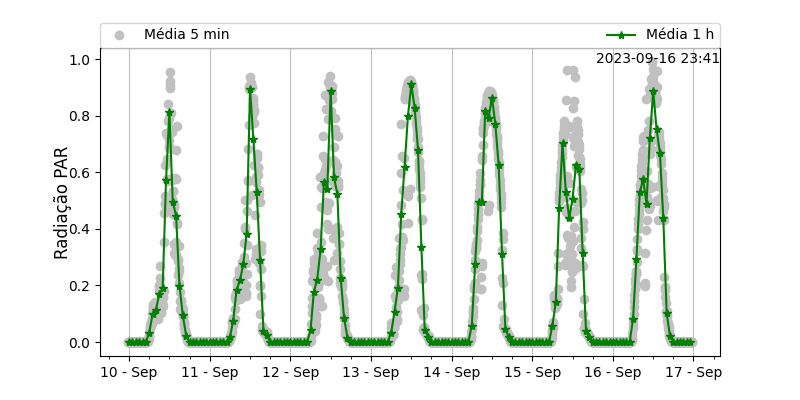 Média 5 min Média 1 h
2023-09-16 23:41
1.0
0.8
0.6
0.4
0.2
0.0
Radiação PAR
10 - Sep 11 - Sep 12 - Sep 13 - Sep 14 - Sep 15 - Sep 16 - Sep 17 - Sep